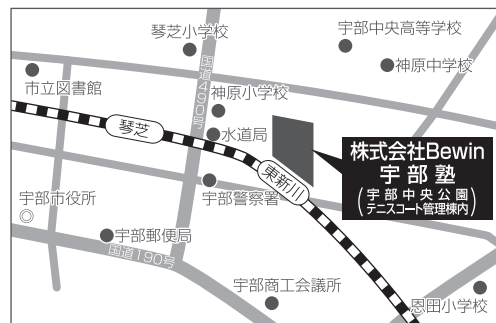 琴芝小学校
宇部中央高等学校
神原中学校
市立図書館
国道490号
神原小学校
琴芝
水道局
株式会社Bewin
宇部塾
(宇部中央公園
テニスコート管理棟内)
東新川
宇部市役所
宇部警察署
宇部郵便局
国道190号
宇部商工会議所
恩田小学校